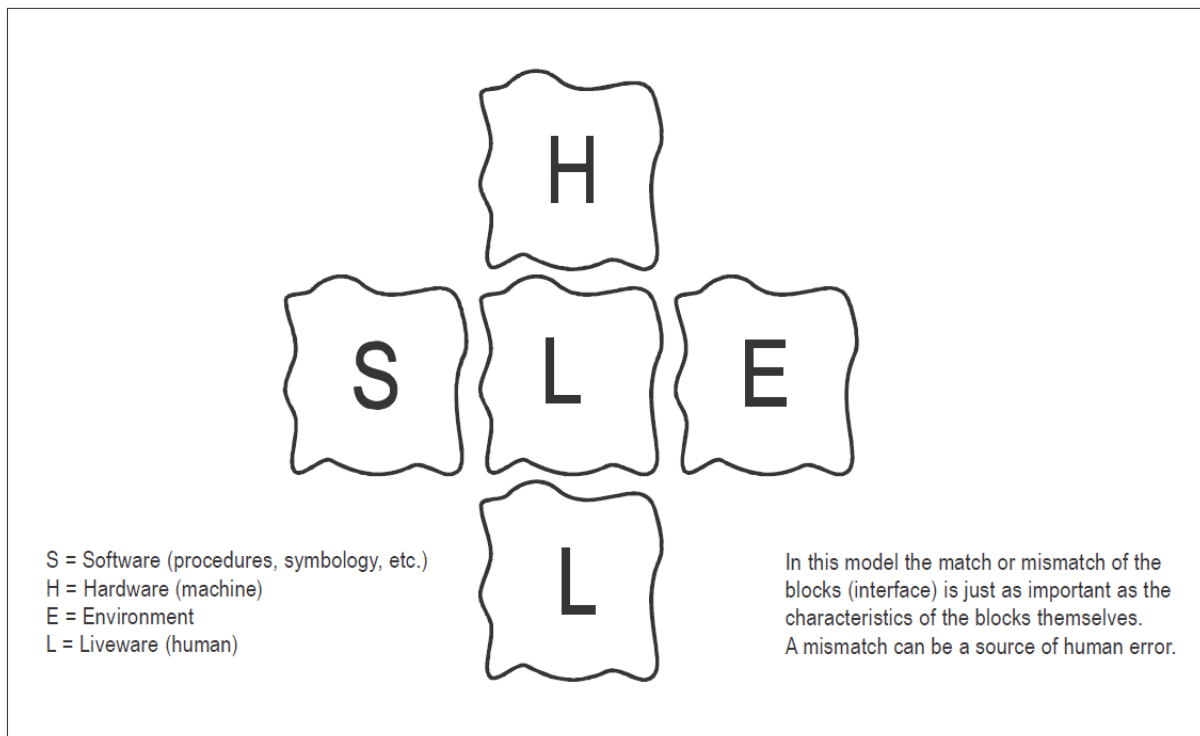 H
S L E
L
S = Software (procedures, symbology, etc.)
H = Hardware (machine)
E = Environment
L = Liveware (human)
In this model the match or mismatch of the
blocks (interface) is just as important as the
characteristics of the blocks themselves.
A mismatch can be a source of human error.